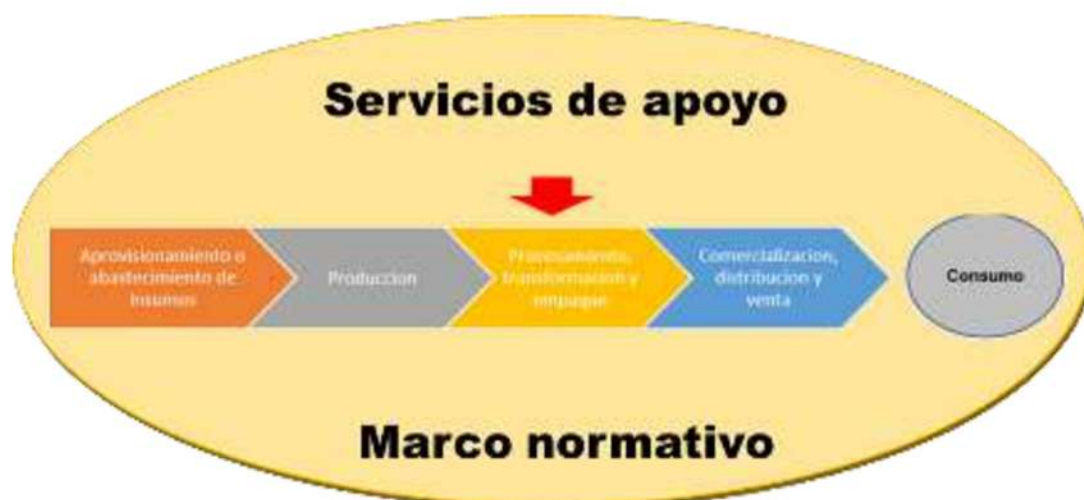 Servicios de apoyo
Aprovisionamiento o
abastecimiento de
Insumos
Produccion
Procesamiento,
transformacion y
empaque
Comercializacion,
distribucion y
venta
Consumo
Marco normativo